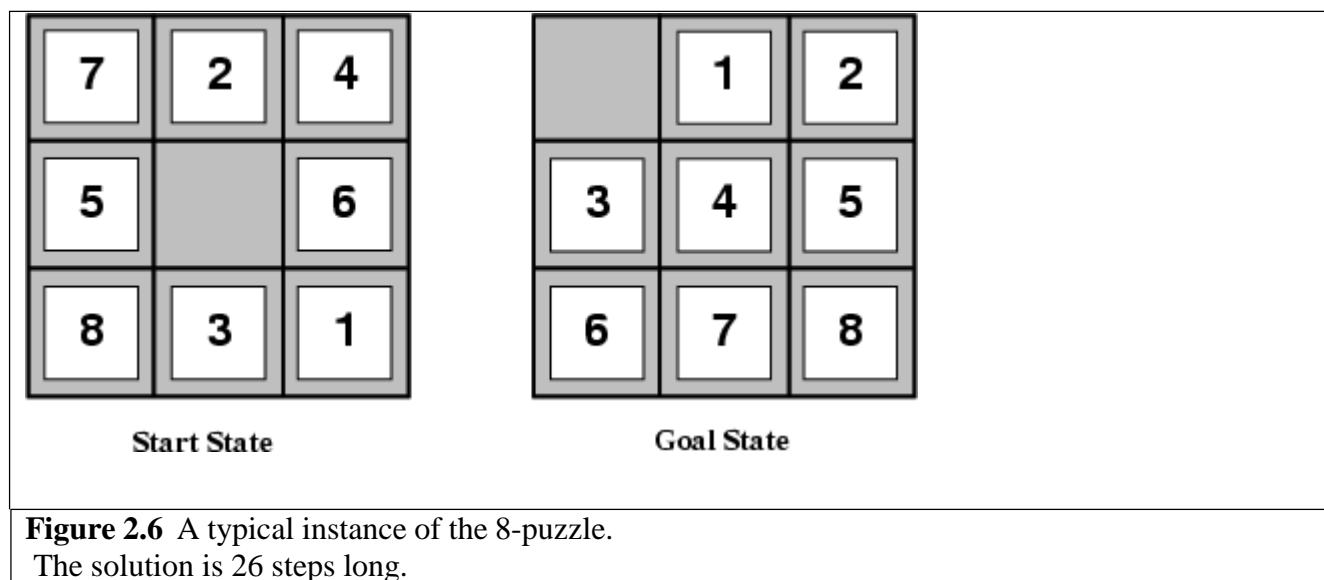 7 2 4 1 2
5 6 3 4 5
8 3 1 6 7 8
Start State Goal State
Figure 2.6 A typical instance of the 8-puzzle.
The solution is 26 steps long.